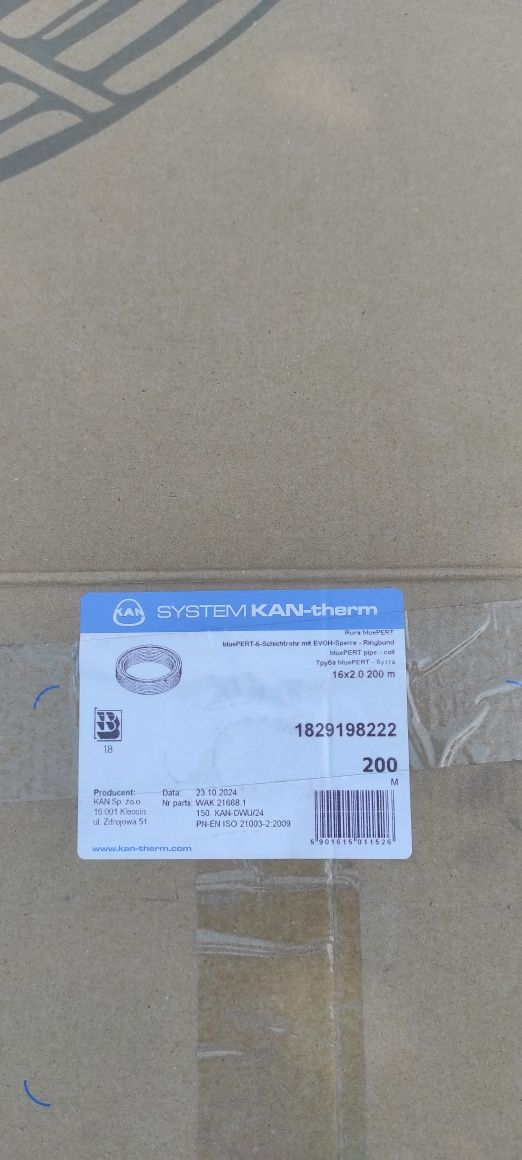 KAN SYSTEM KAN-therm
Rura bluePERT
bluePERT-5-Schichtrohr mit EVOH-Sperre - Ringbund
bluePERT pipe - coil
Труба bluePERT - бухта
16x2.0 200 m
1829198222
18
200
M
Producent:
KAN Sp. zo.o.
16-001 Kleosin
ul. Zdrojowa 51
Data: 23.10.2024
Nr partii: WAK 21668.1
150. KAN-DWU/24
PN-EN ISO 21003-2:2009
5 901615 011526
www.kan-therm.com